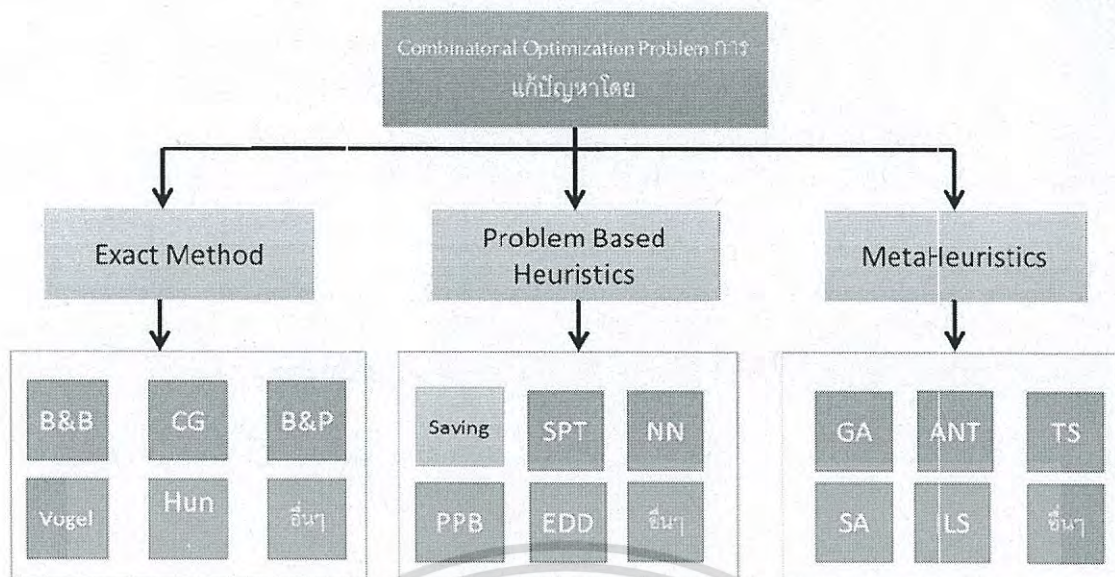 Combinatorial Optimization Problem การ
แก้ปัญหาโดย
Exact Method
Problem Based
Heuristics
MetaHeuristics
B&B
CG
B&P
Vogel
Hun
.
อื่นๆ
Saving
SPT
NN
PPB
EDD
อื่นๆ
GA
ANT
TS
SA
LS
อื่นๆ